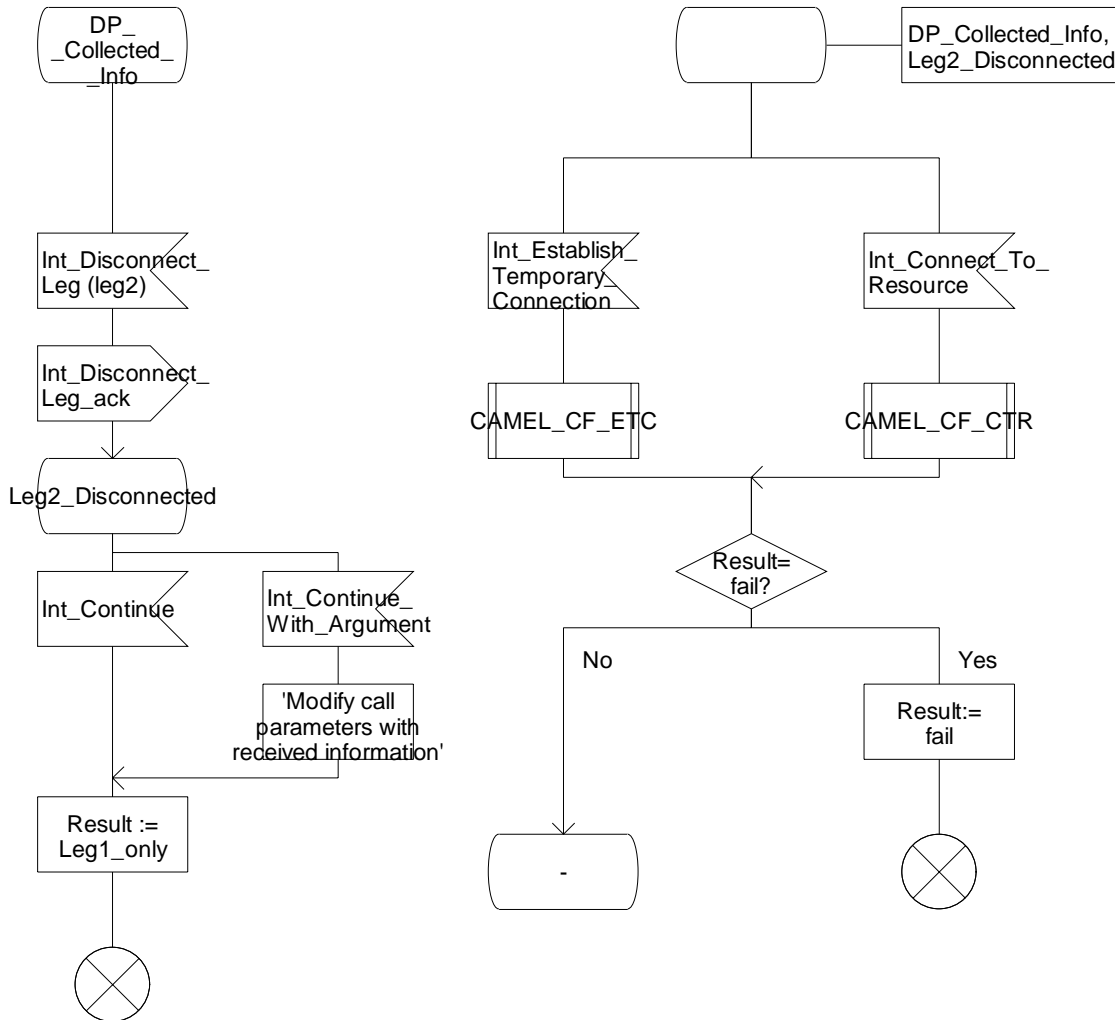 DP_
_Collected_
_Info
Int_Disconnect_
Leg (leg2)
Int_Disconnect_
Leg_ack
Leg2_Disconnected
Int_Continue
Int_Continue_
With_Argument
'Modify call
parameters with
received information'
Result :=
Leg1_only
DP_Collected_Info,
Leg2_Disconnected
Int_Establish_
Temporary_
Connection
Int_Connect_To_
Resource
CAMEL_CF_ETC
CAMEL_CF_CTR
Result=
fail?
No
Yes
Result:=
fail
-